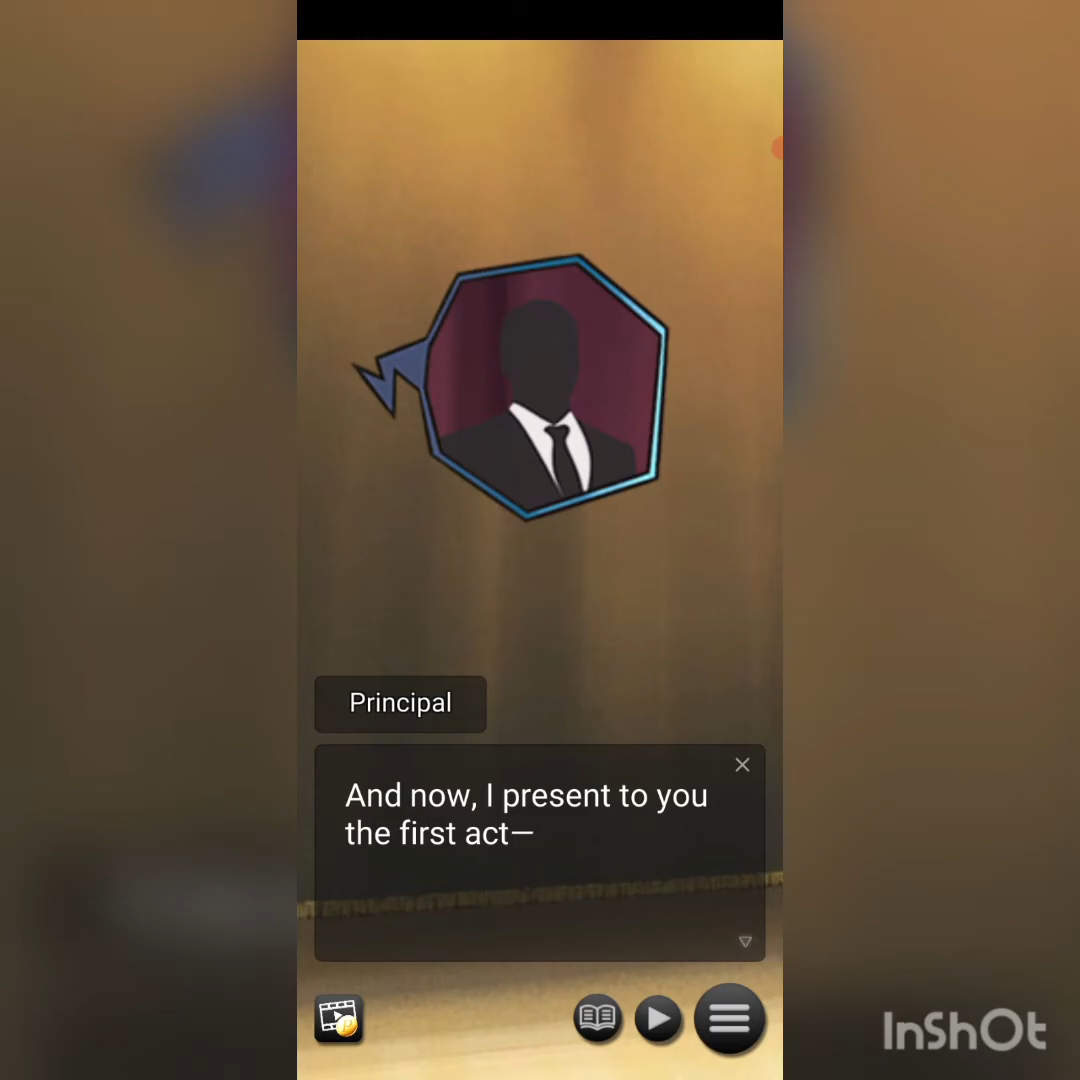 Principal
And now, I present to you
the first act—
P
InShOt